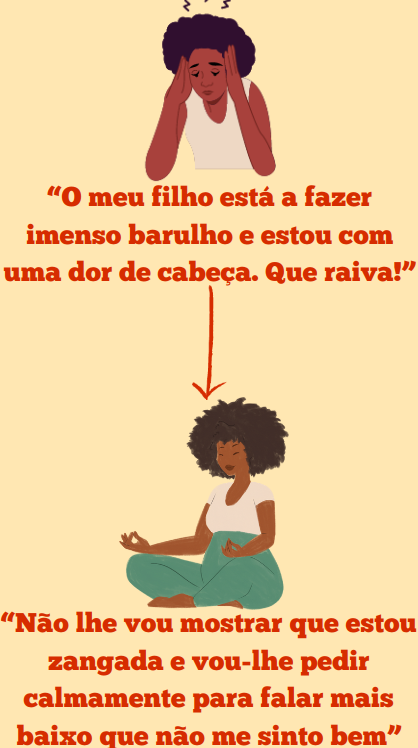 “O meu filho está a fazer
imenso barulho e estou com
uma dor de cabeça. Que raiva!”
“Não lhe vou mostrar que estou
zangada e vou-lhe pedir
calmamente para falar mais
baixo que não me sinto bem”